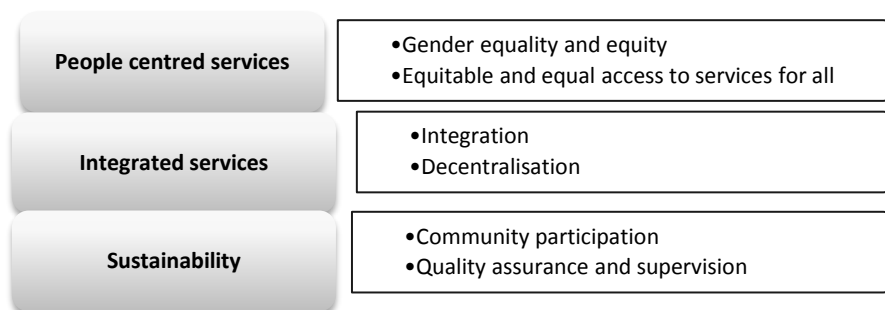 People centred services
•Gender equality and equity
•Equitable and equal access to services for all
Integrated services
•Integration
•Decentralisation
Sustainability
•Community participation
•Quality assurance and supervision